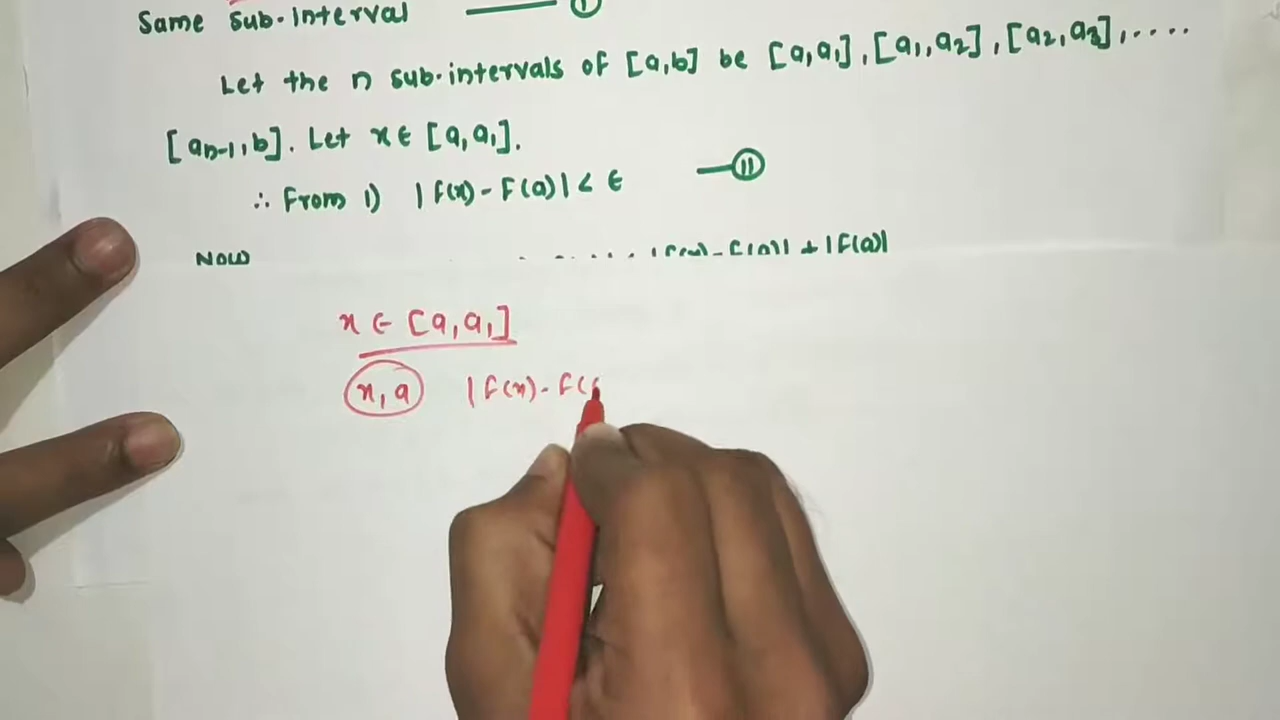 Same sub-interval ——— ①
Let the n sub-intervals of [a,b] be [a,a₁], [a₁,a₂], [a₂,a₃],....
[aₙ₋₁,b]. Let x ∈ [a,a₁].
∴ From 1) |f(x) - f(a)| < ∈ —⑪
Now |f(x) - f(a)| + |f(a)|
x ∈ [a,a₁]
x, a |f(x) - f(